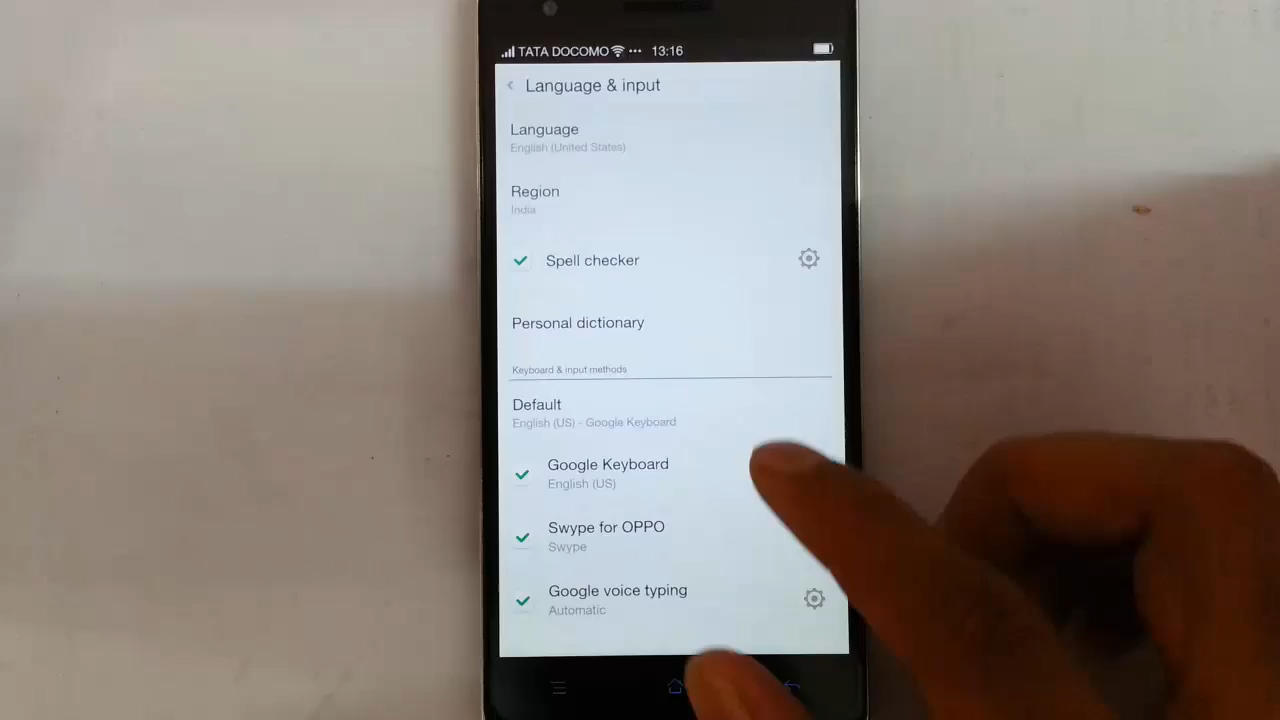 TATA DOCOMO ••• 13:16
Language & input
Language
English (United States)
Region
India
Spell checker
Personal dictionary
Keyboard & input methods
Default
English (US) - Google Keyboard
Google Keyboard
English (US)
Swype for OPPO
Swype
Google voice typing
Automatic